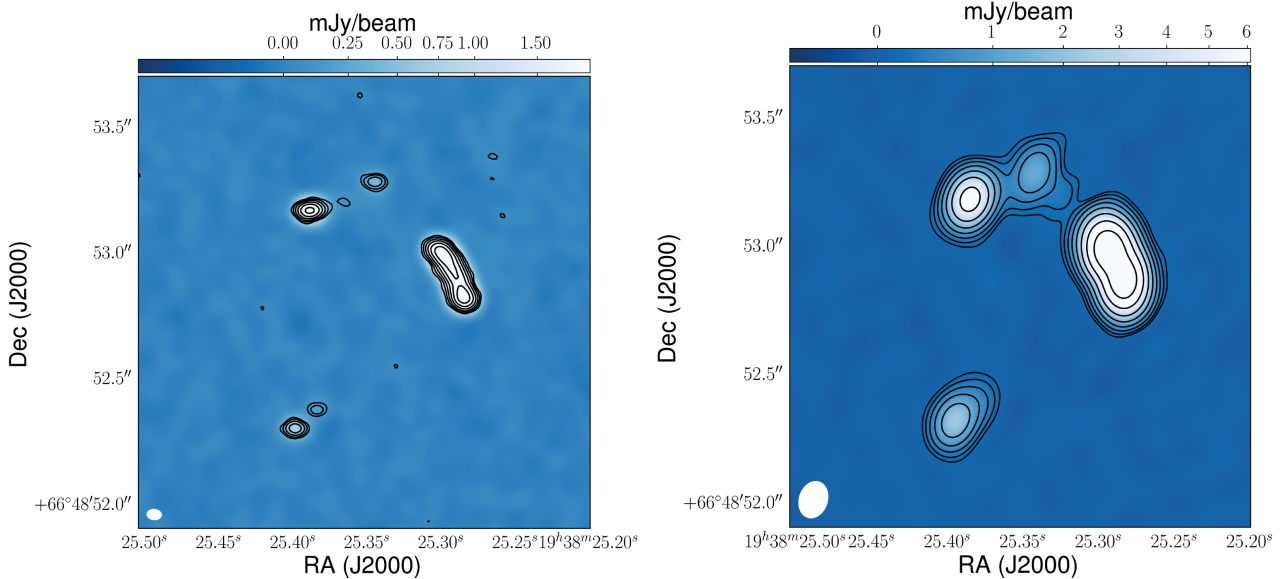 mJy/beam
0.00 0.25 0.50 0.75 1.00 1.50
53.5″
53.0″
52.5″
+66°48′52.0″
Dec (J2000)
25.50ˢ 25.45ˢ 25.40ˢ 25.35ˢ 25.30ˢ 25.25ˢ 19ʰ38ᵐ25.20ˢ
RA (J2000)
mJy/beam
0 1 2 3 4 5 6
53.5″
53.0″
52.5″
+66°48′52.0″
Dec (J2000)
19ʰ38ᵐ25.50ˢ 25.45ˢ 25.40ˢ 25.35ˢ 25.30ˢ 25.25ˢ 25.20ˢ
RA (J2000)